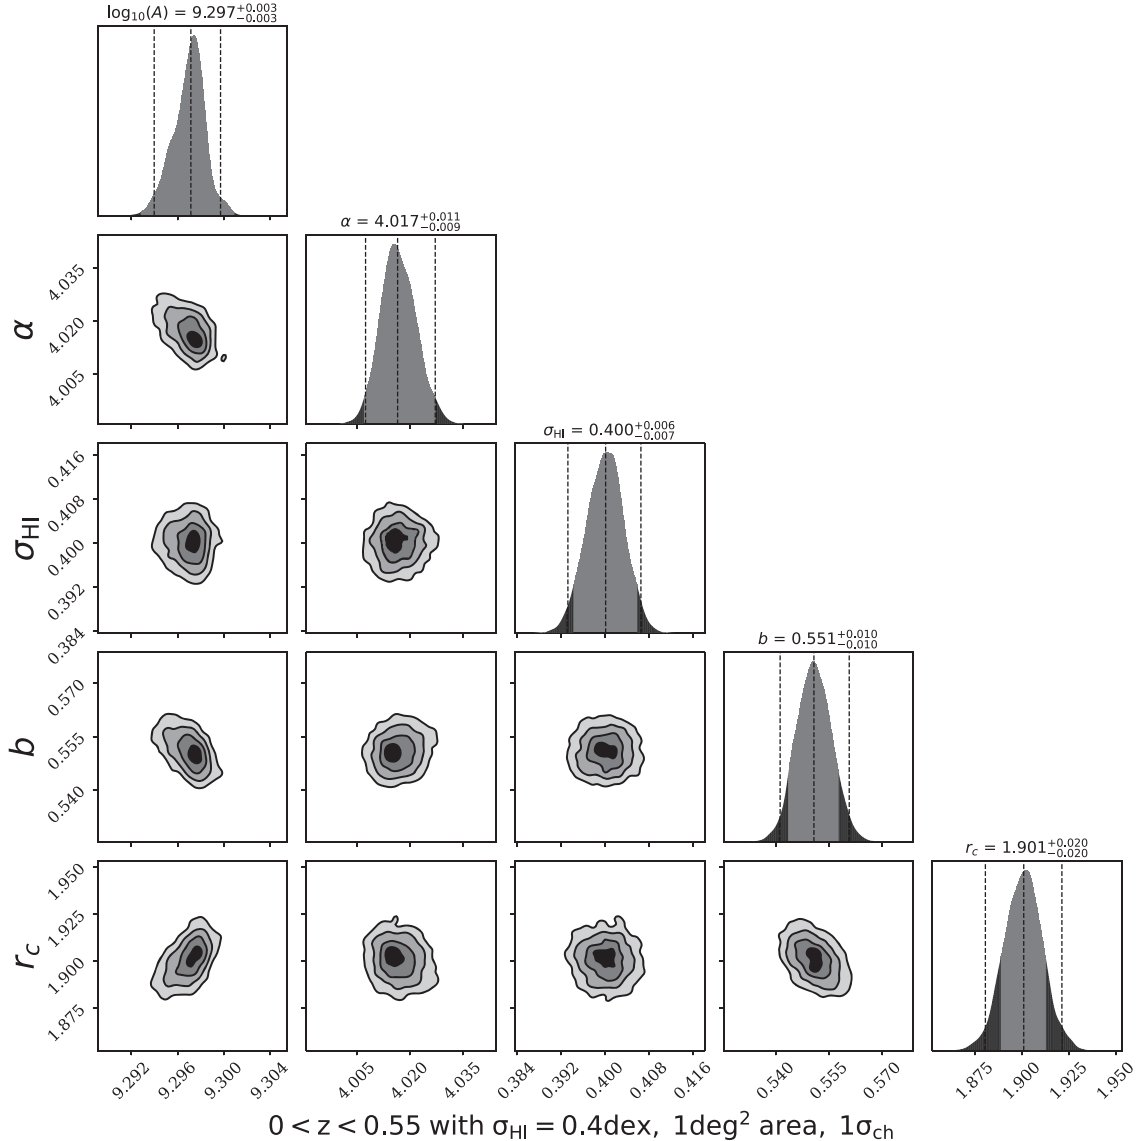 log₁₀(A) = 9.297⁺⁰·⁰⁰³₋₀.₀₀₃
α = 4.017⁺⁰·⁰¹¹₋₀.₀₀₉
4.035
4.020
4.005
α
σHI = 0.400⁺⁰·⁰⁰⁶₋₀.₀₀₇
0.416
0.408
0.400
0.392
0.384
σHI
b = 0.551⁺⁰·⁰¹⁰₋₀.₀₁₀
0.570
0.555
0.540
b
r_c = 1.901⁺⁰·⁰²⁰₋₀.₀₂₀
1.950
1.925
1.900
1.875
r_c
9.292 9.296 9.300 9.304 4.005 4.020 4.035 0.384 0.392 0.400 0.408 0.416 0.540 0.555 0.570 1.875 1.900 1.925 1.950
0 < z < 0.55 with σHI = 0.4dex, 1deg² area, 1σch